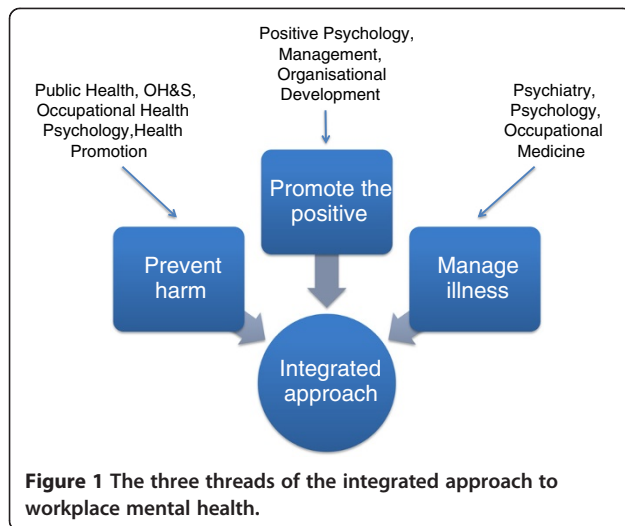 Positive Psychology,
Management,
Organisational
Development
Public Health, OH&S,
Occupational Health
Psychology,Health
Promotion
Psychiatry,
Psychology,
Occupational
Medicine
Promote the
positive
Prevent
harm
Manage
illness
Integrated
approach
Figure 1 The three threads of the integrated approach to
workplace mental health.